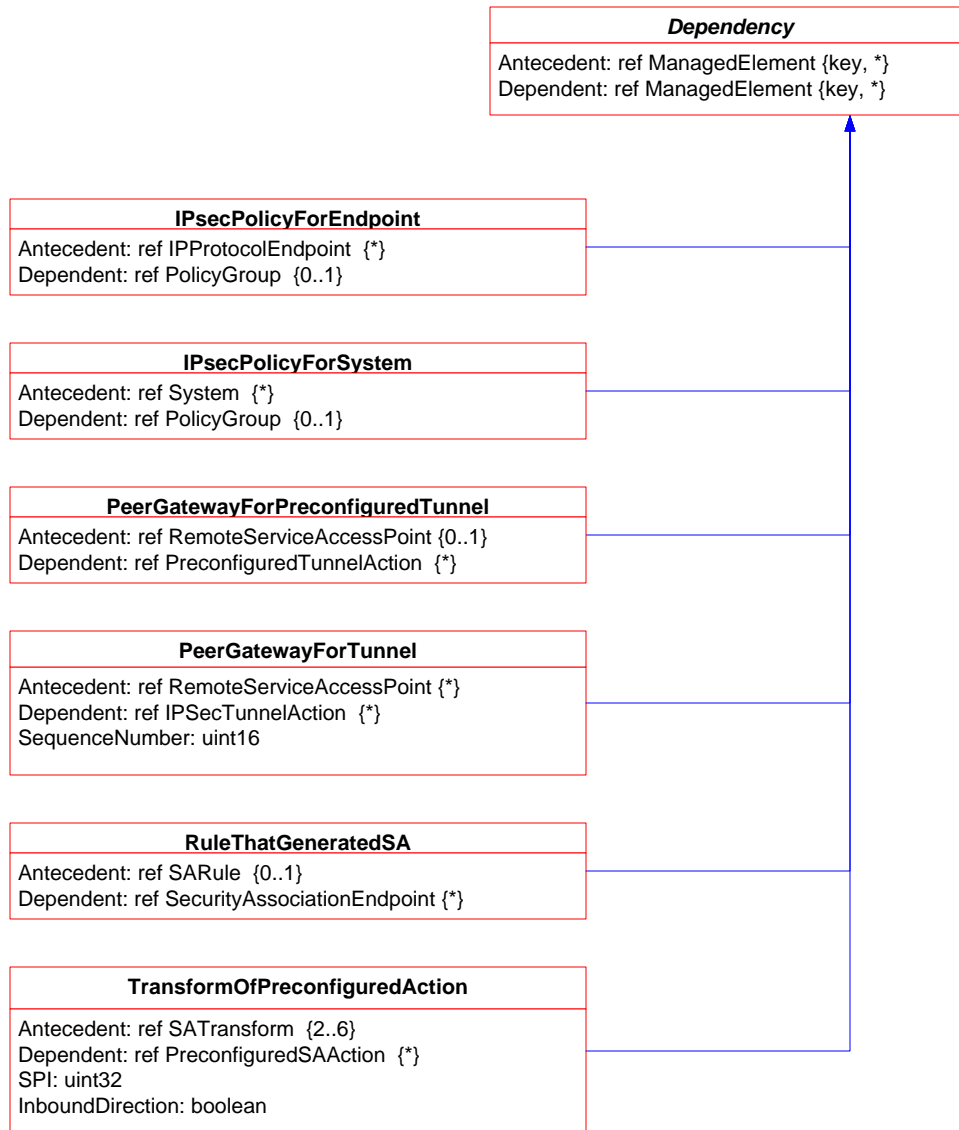 Dependency
Antecedent: ref ManagedElement {key, *}
Dependent: ref ManagedElement {key, *}
IPsecPolicyForEndpoint
Antecedent: ref IPProtocolEndpoint  {*}
Dependent: ref PolicyGroup  {0..1}
IPsecPolicyForSystem
Antecedent: ref System  {*}
Dependent: ref PolicyGroup  {0..1}
PeerGatewayForPreconfiguredTunnel
Antecedent: ref RemoteServiceAccessPoint {0..1}
Dependent: ref PreconfiguredTunnelAction  {*}
PeerGatewayForTunnel
Antecedent: ref RemoteServiceAccessPoint {*}
Dependent: ref IPSecTunnelAction  {*}
SequenceNumber: uint16
RuleThatGeneratedSA
Antecedent: ref SARule  {0..1}
Dependent: ref SecurityAssociationEndpoint {*}
TransformOfPreconfiguredAction
Antecedent: ref SATransform  {2..6}
Dependent: ref PreconfiguredSAAction  {*}
SPI: uint32
InboundDirection: boolean